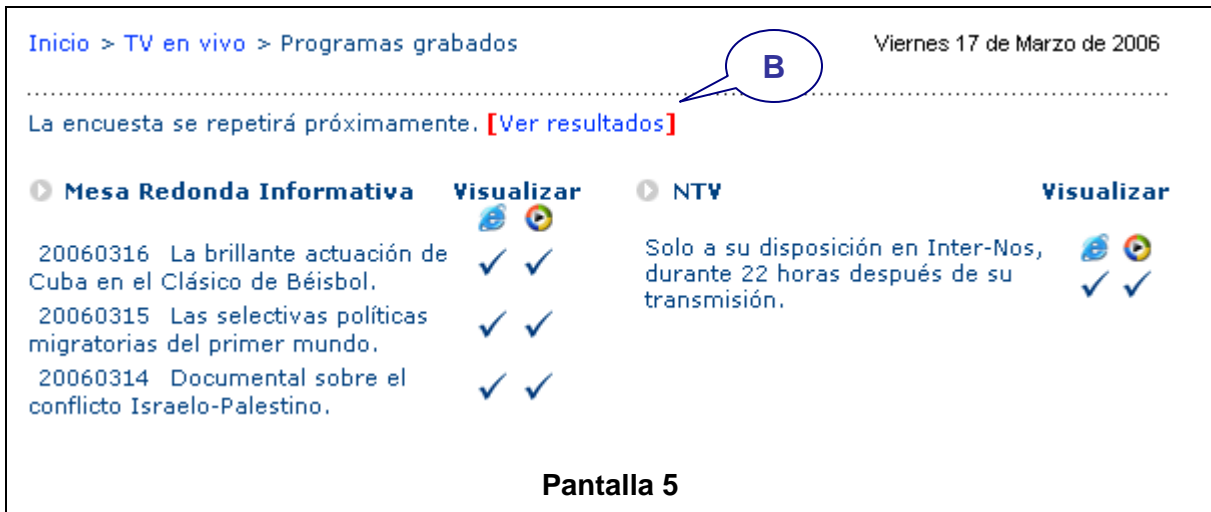 Inicio > TV en vivo > Programas grabados
Viernes 17 de Marzo de 2006
B
La encuesta se repetirá próximamente. [Ver resultados]
Mesa Redonda Informativa Visualizar
20060316 La brillante actuación de
Cuba en el Clásico de Béisbol.
20060315 Las selectivas políticas
migratorias del primer mundo.
20060314 Documental sobre el
conflicto Israelo-Palestino.
NTV Visualizar
Solo a su disposición en Inter-Nos,
durante 22 horas después de su
transmisión.
Pantalla 5